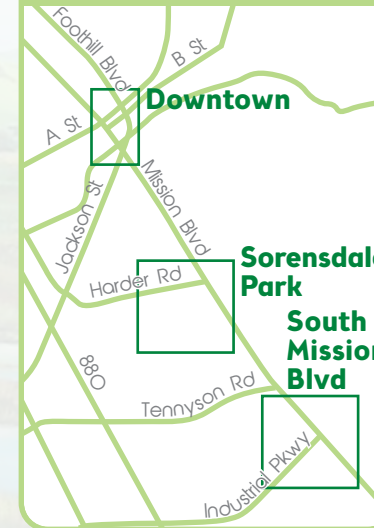 Foothill Blvd
B St
Downtown
A St
Mission Blvd
Jackson St
Sorensdale
Park
Harder Rd
South
Mission
Blvd
880
Tennyson Rd
Industrial Pkwy